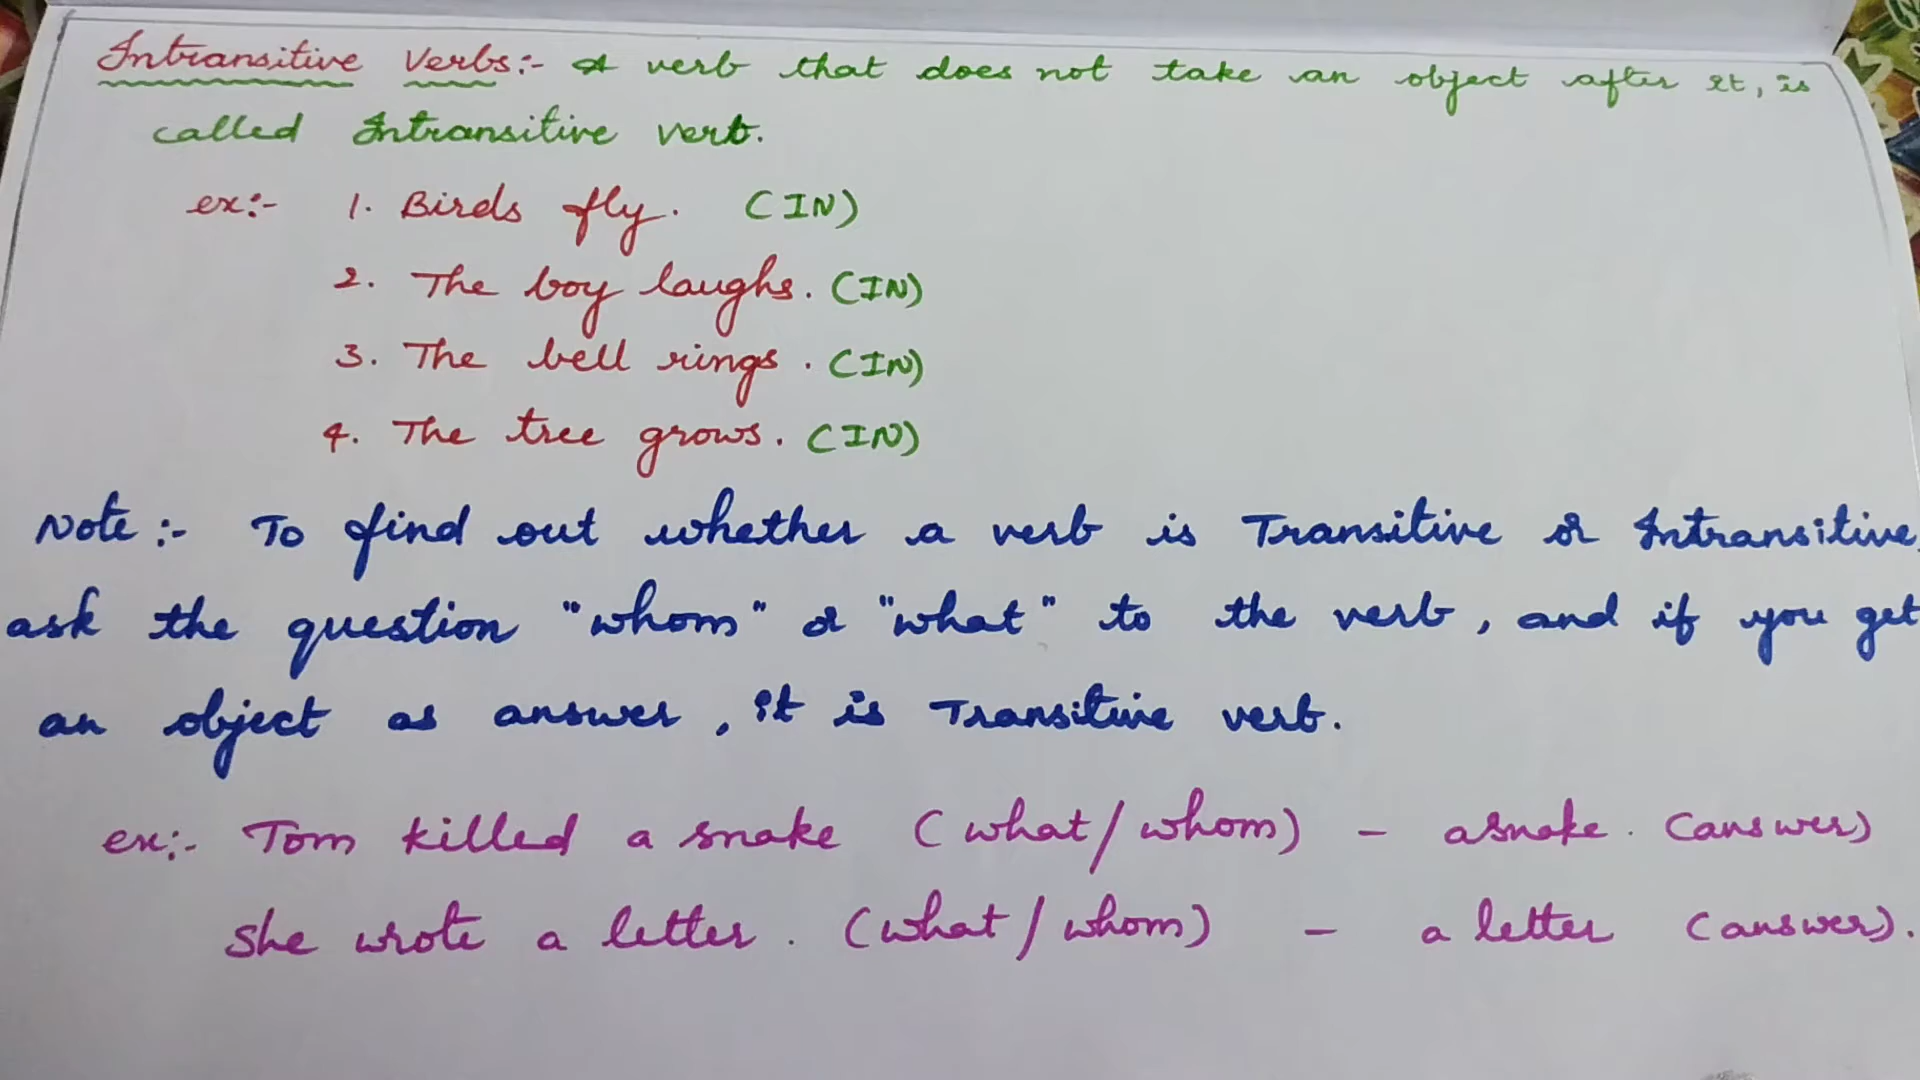 Intransitive Verbs:- A verb that does not take an object after it, is
called Intransitive verb.
ex:- 1. Birds fly. (IN)
2. The boy laughs. (IN)
3. The bell rings. (IN)
4. The tree grows. (IN)
Note:- To find out whether a verb is Transitive or Intransitive,
ask the question "whom" or "what" to the verb, and if you get
an object as answer, it is Transitive verb.
ex:- Tom killed a snake (what/whom) - asnake. (answer)
She wrote a letter. (what/whom) - a letter (answer).